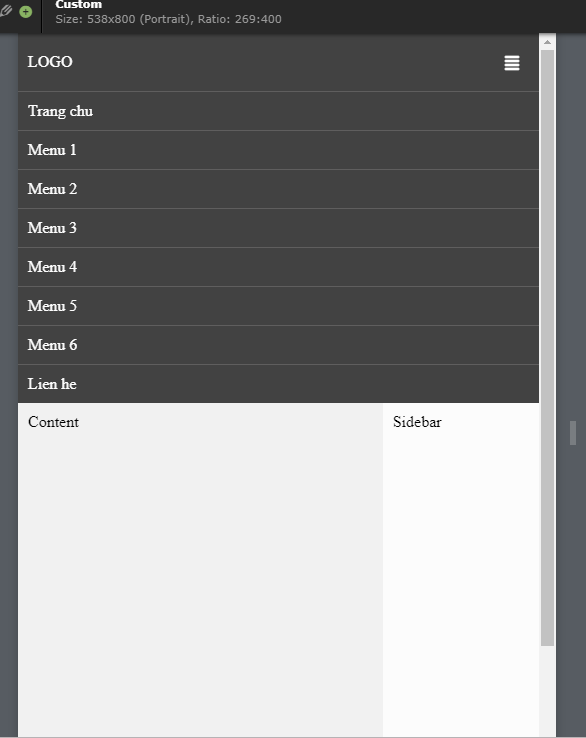 Custom
Size: 538x800 (Portrait), Ratio: 269:400
LOGO
Trang chu
Menu 1
Menu 2
Menu 3
Menu 4
Menu 5
Menu 6
Lien he
Content
Sidebar